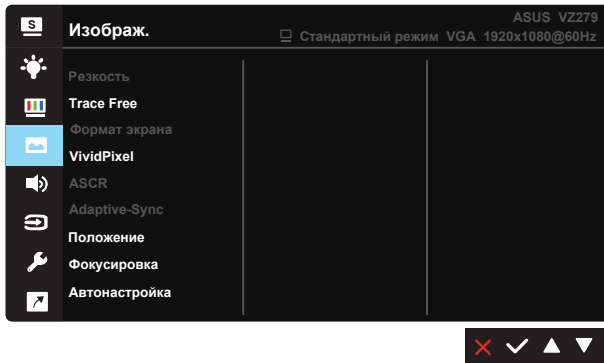 S
Изображ.
ASUS VZ279
Стандартный режим VGA 1920x1080@60Hz
Резкость
Trace Free
Формат экрана
VividPixel
ASCR
Adaptive-Sync
Положение
Фокусировка
Автонастройка